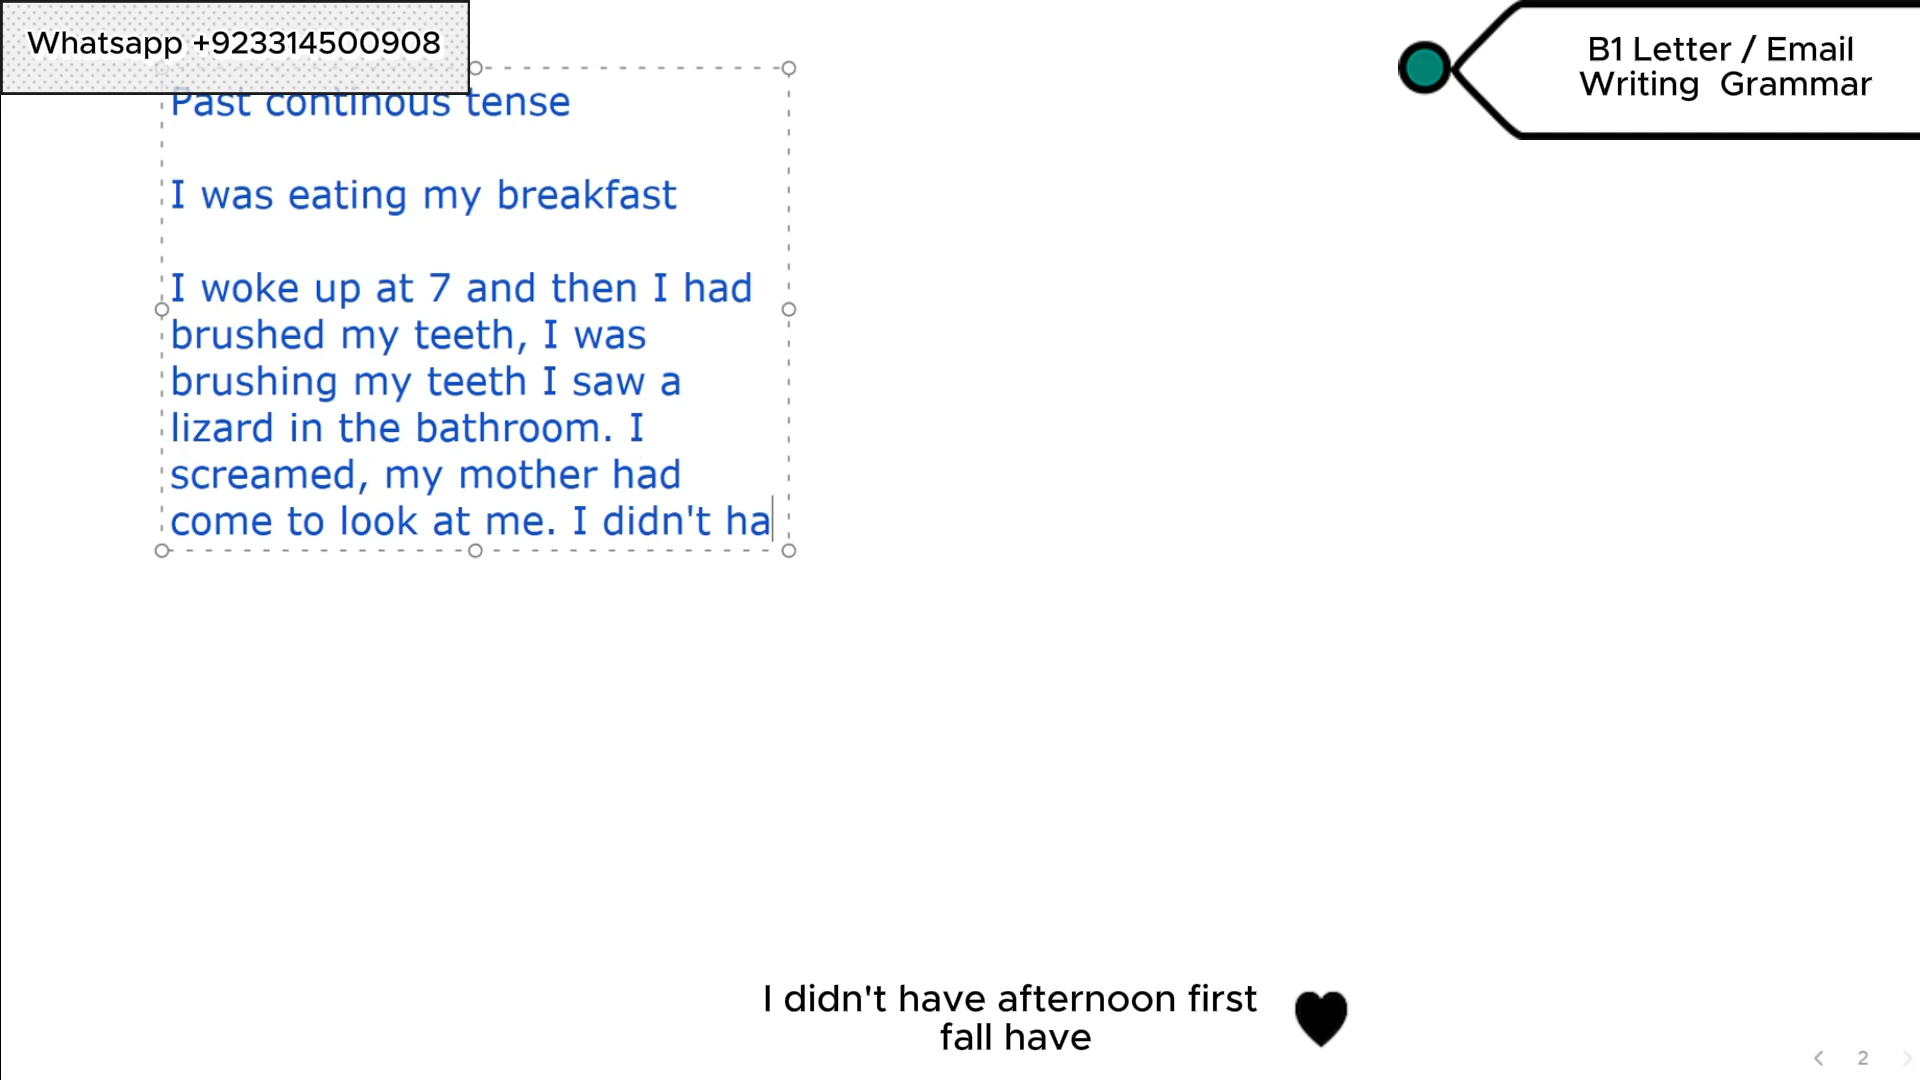 Whatsapp +923314500908
B1 Letter / Email
Writing Grammar
Past continous tense
I was eating my breakfast
I woke up at 7 and then I had
brushed my teeth, I was
brushing my teeth I saw a
lizard in the bathroom. I
screamed, my mother had
come to look at me. I didn't ha
I didn't have afternoon first
fall have
2